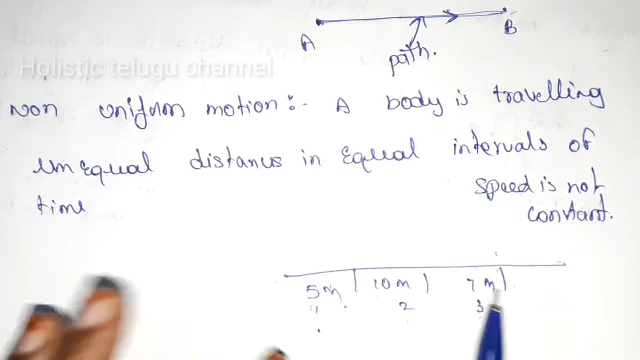 A B
path.
Holistic telugu channel
Non uniform motion:- A body is travelling
unEqual distanus in Equal intervals of
time speed is not
constant.
5m 10m 7m
1 2 3